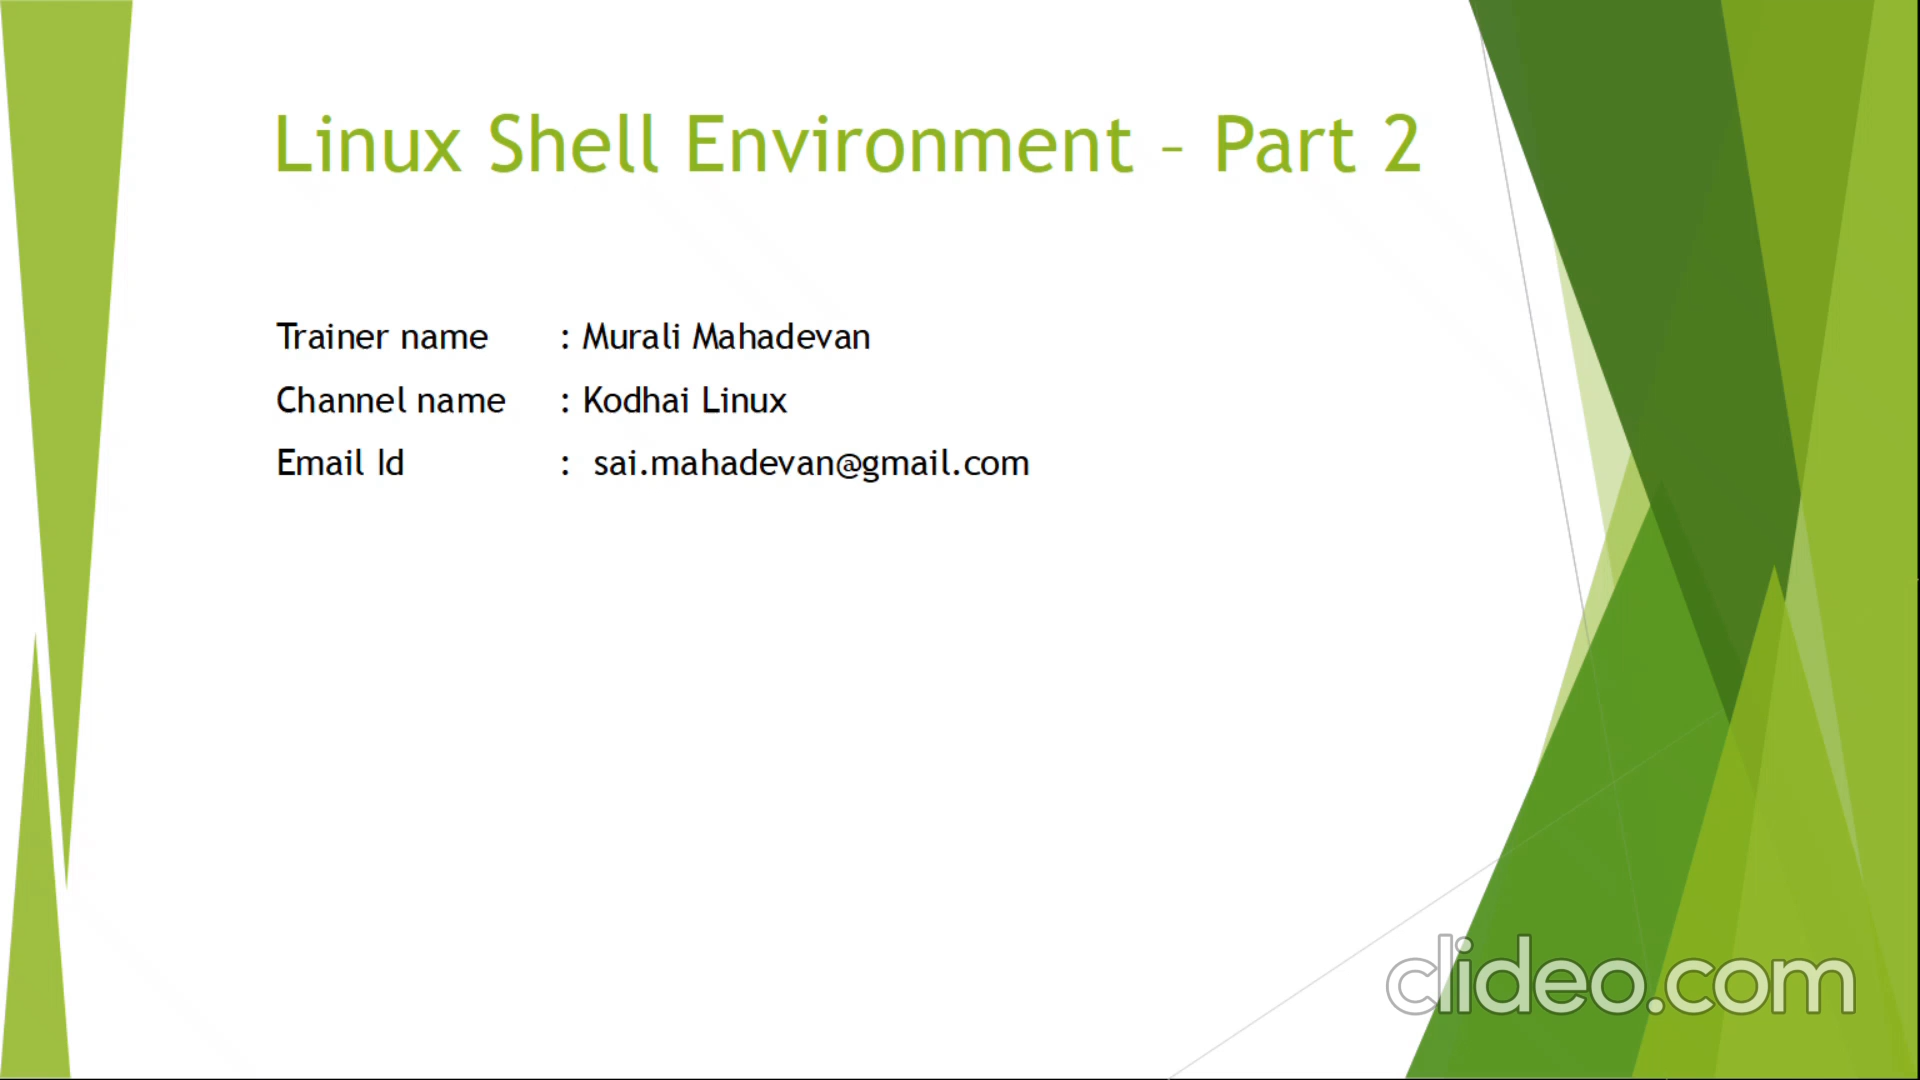 Linux Shell Environment – Part 2
Trainer name : Murali Mahadevan
Channel name : Kodhai Linux
Email Id : sai.mahadevan@gmail.com
clideo.com